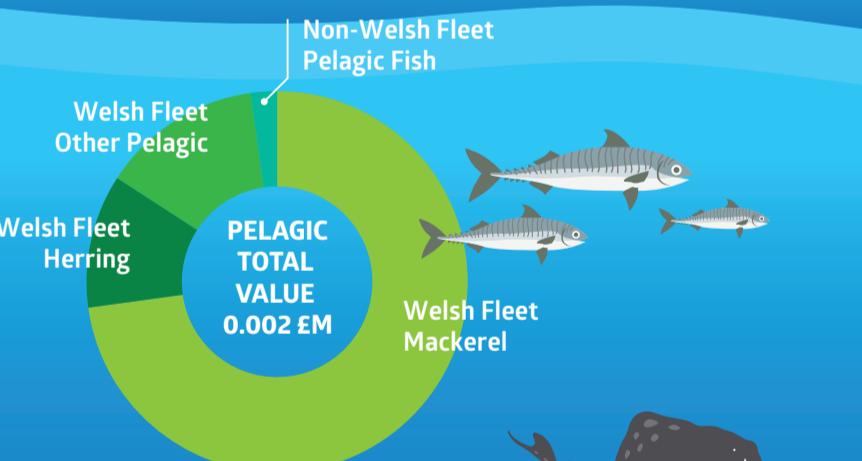 Non-Welsh Fleet
Pelagic Fish
Welsh Fleet
Other Pelagic
Welsh Fleet
Herring
PELAGIC
TOTAL
VALUE
0.002 £M
Welsh Fleet
Mackerel